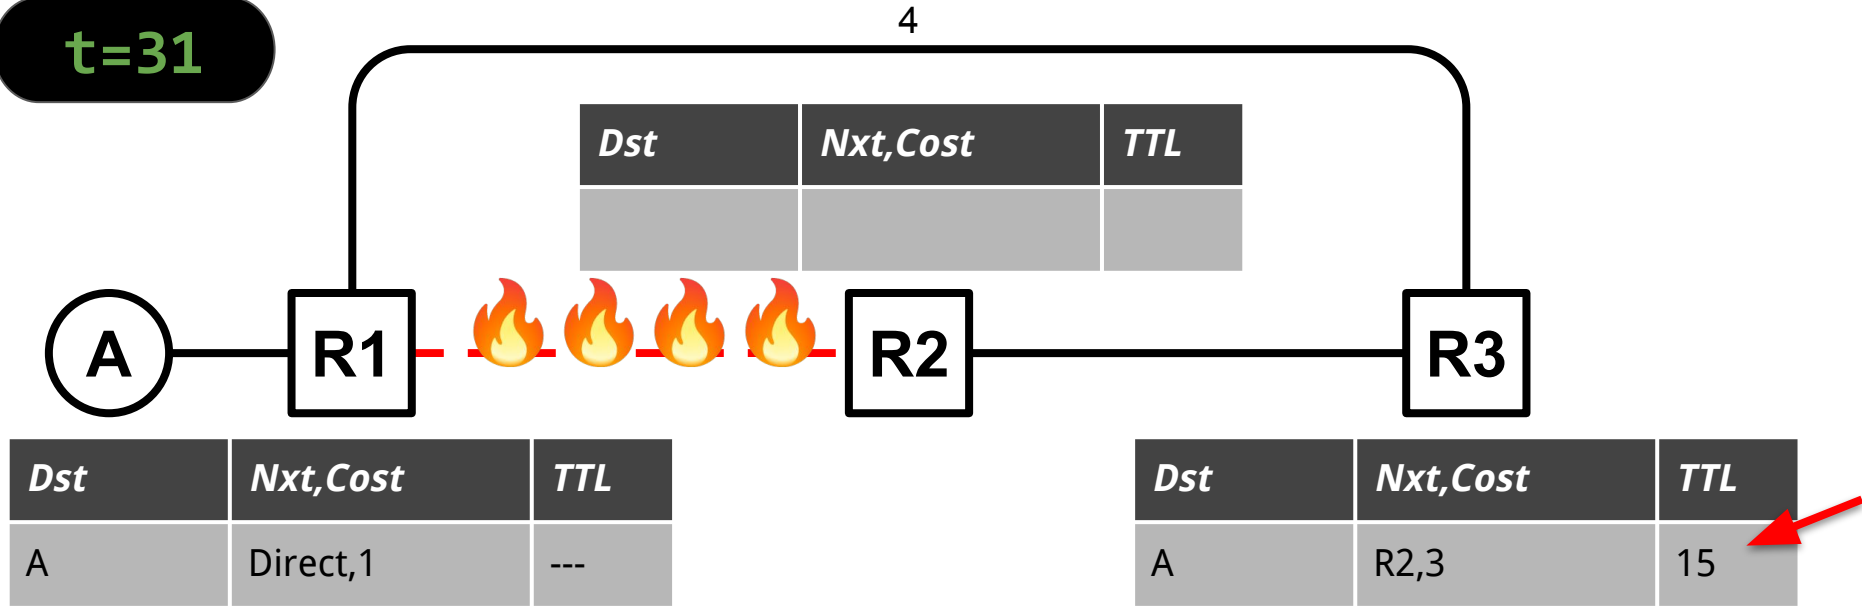 t=31
4
Dst Nxt,Cost TTL
A R1 R2 R3
Dst Nxt,Cost TTL
A Direct,1 ---
Dst Nxt,Cost TTL
A R2,3 15